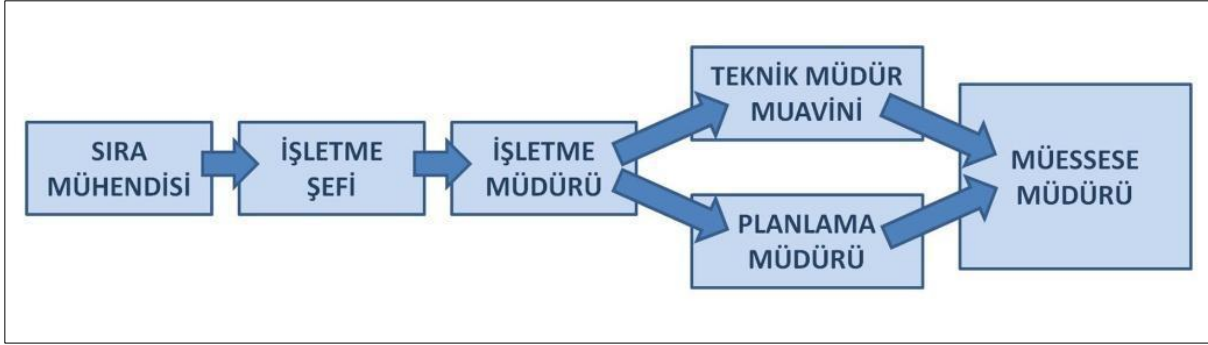 SIRA
MÜHENDİSİ
İŞLETME
ŞEFİ
İŞLETME
MÜDÜRÜ
TEKNİK MÜDÜR
MUAVİNİ
PLANLAMA
MÜDÜRÜ
MÜESSESE
MÜDÜRÜ